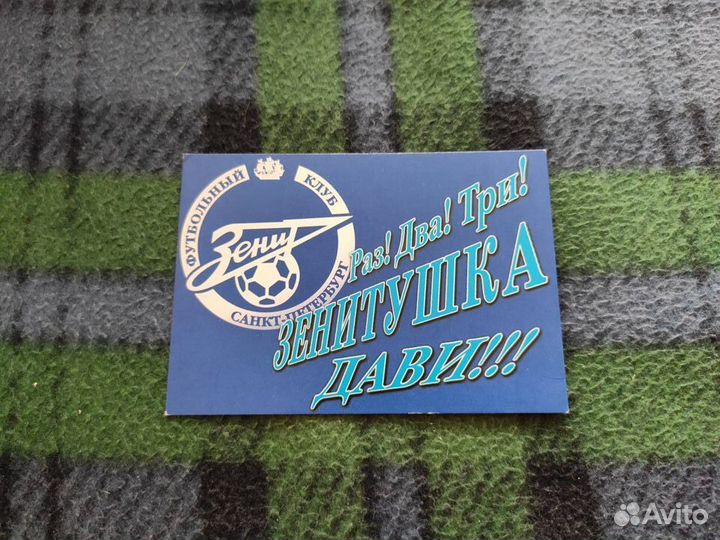 ФУТБОЛЬНЫЙ КЛУБ
Зенит
САНКТ-ПЕТЕРБУРГ
Раз! Два! Три!
ЗЕНИТУШКА
ДАВИ!!!
Avito